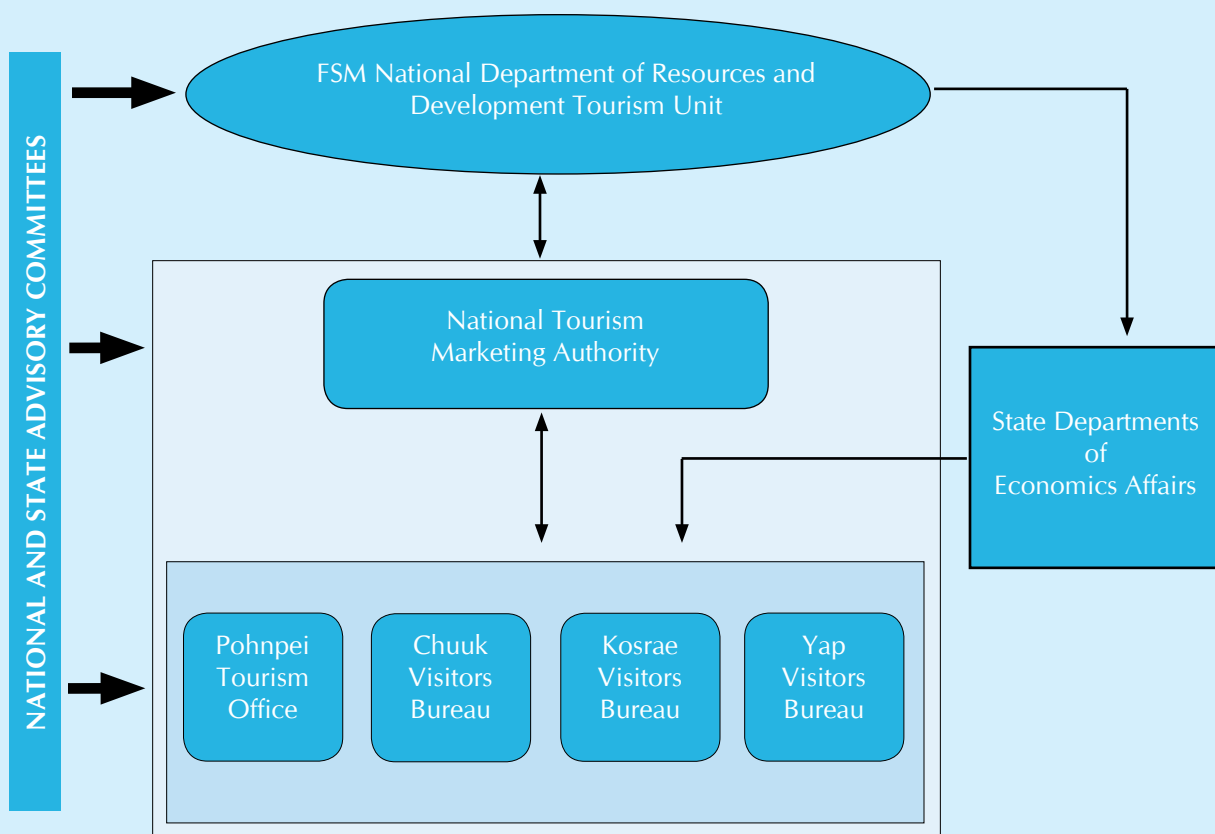 NATIONAL AND STATE ADVISORY COMMITTEES
FSM National Department of Resources and
Development Tourism Unit
National Tourism
Marketing Authority
State Departments
of
Economics Affairs
Pohnpei
Tourism
Office
Chuuk
Visitors
Bureau
Kosrae
Visitors
Bureau
Yap
Visitors
Bureau